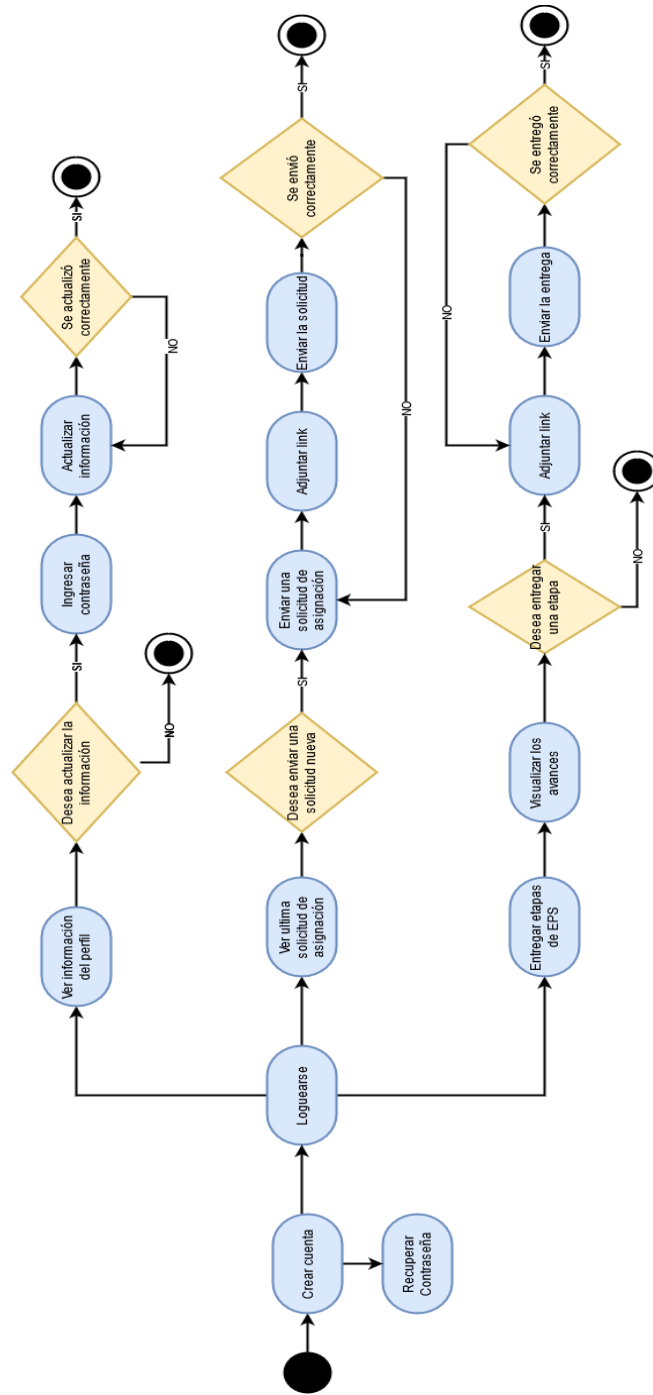 Crear cuenta
Recuperar
Contraseña
Loguearse
Ver información
del perfil
Desea actualizar la
información
SI
NO
Ingresar
contraseña
Actualizar
información
Se actualizó
correctamente
SI
NO
Ver ultima
solicitud de
asignación
Desea enviar una
solicitud nueva
SI
Enviar una
solicitud de
asignación
Adjuntar link
Enviar la solicitud
Se envió
correctamente
SI
NO
Entregar etapas
de EPS
Visualizar los
avances
Desea entregar
una etapa
SI
NO
Adjuntar link
Enviar la entrega
Se entregó
correctamente
SI
NO